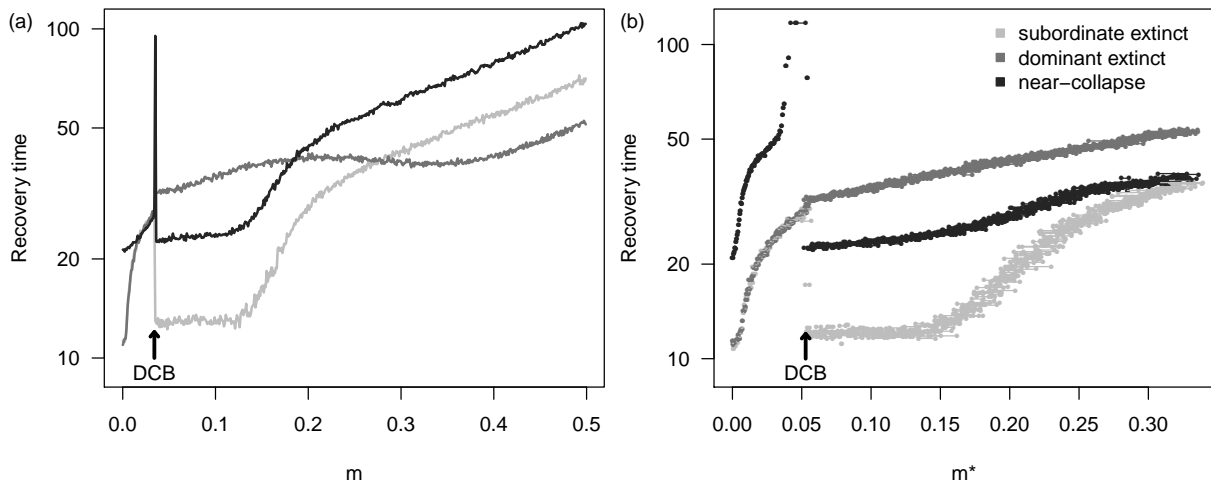 (a)
Recovery time
100
50
20
10
DCB
0.0 0.1 0.2 0.3 0.4 0.5
m
(b)
Recovery time
100
50
20
10
subordinate extinct
dominant extinct
near−collapse
DCB
0.00 0.05 0.10 0.15 0.20 0.25 0.30
m*